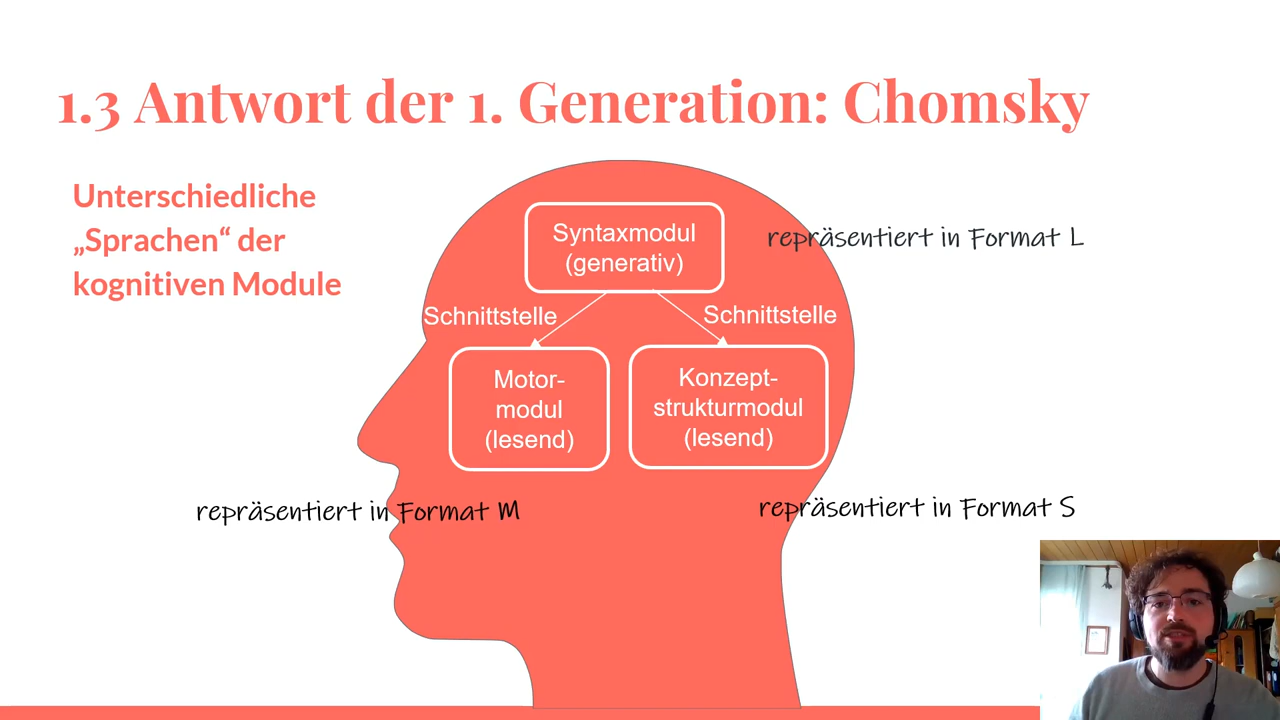 1.3 Antwort der 1. Generation: Chomsky
Unterschiedliche
„Sprachen“ der
kognitiven Module
Syntaxmodul
(generativ)
repräsentiert in Format L
Schnittstelle
Schnittstelle
Motor-
modul
(lesend)
Konzept-
strukturmodul
(lesend)
repräsentiert in Format M
repräsentiert in Format S